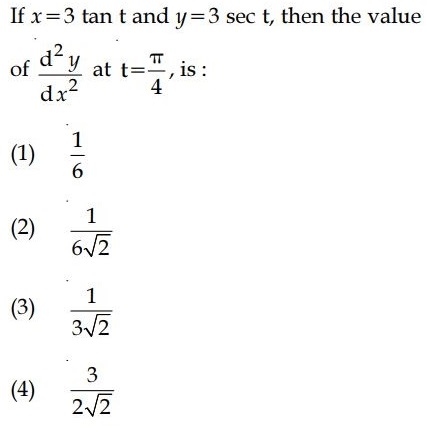 If x=3 tan t and y=3 sec t, then the value
of d²y/dx² at t=π/4, is :
(1) 1/6
(2) 1/(6√2)
(3) 1/(3√2)
(4) 3/(2√2)